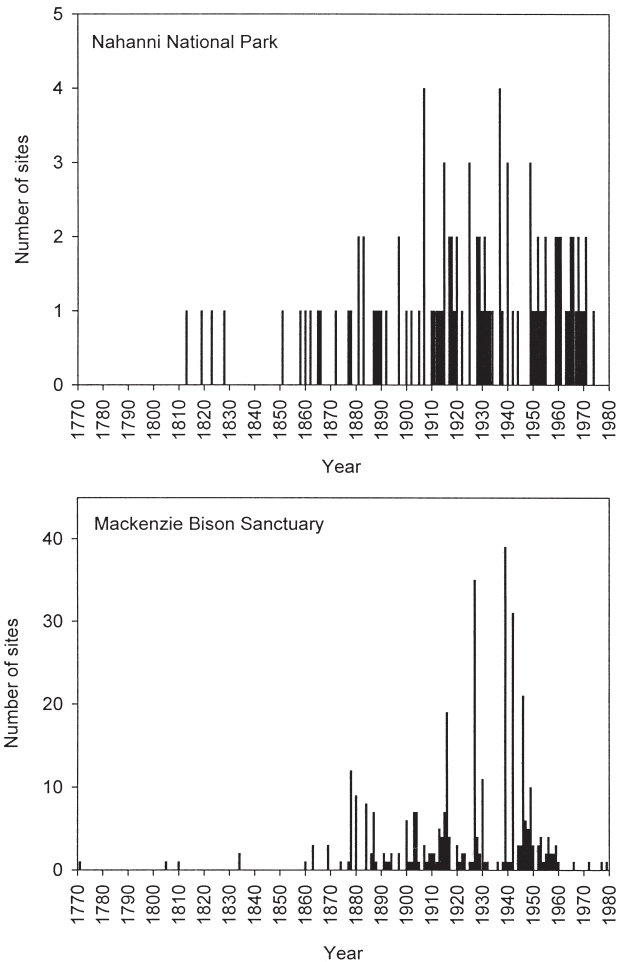 Nahanni National Park
Number of sites
5
4
3
2
1
0
1770 1780 1790 1800 1810 1820 1830 1840 1850 1860 1870 1880 1890 1900 1910 1920 1930 1940 1950 1960 1970 1980
Year
Mackenzie Bison Sanctuary
Number of sites
40
30
20
10
0
1770 1780 1790 1800 1810 1820 1830 1840 1850 1860 1870 1880 1890 1900 1910 1920 1930 1940 1950 1960 1970 1980
Year